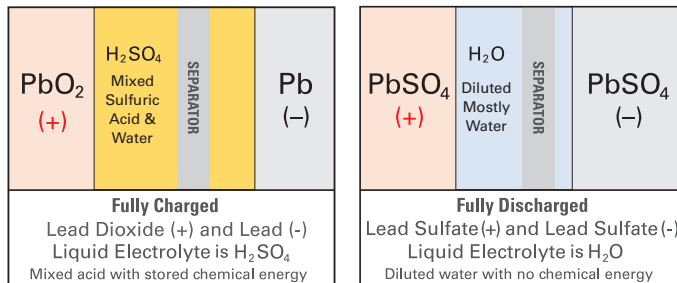 PbO₂
(+)
H₂SO₄
Mixed
Sulfuric
Acid &
Water
SEPARATOR
Pb
(−)
Fully Charged
Lead Dioxide (+) and Lead (-)
Liquid Electrolyte is H₂SO₄
Mixed acid with stored chemical energy
PbSO₄
(+)
H₂O
Diluted
Mostly
Water
SEPARATOR
PbSO₄
(−)
Fully Discharged
Lead Sulfate (+) and Lead Sulfate (-)
Liquid Electrolyte is H₂O
Diluted water with no chemical energy